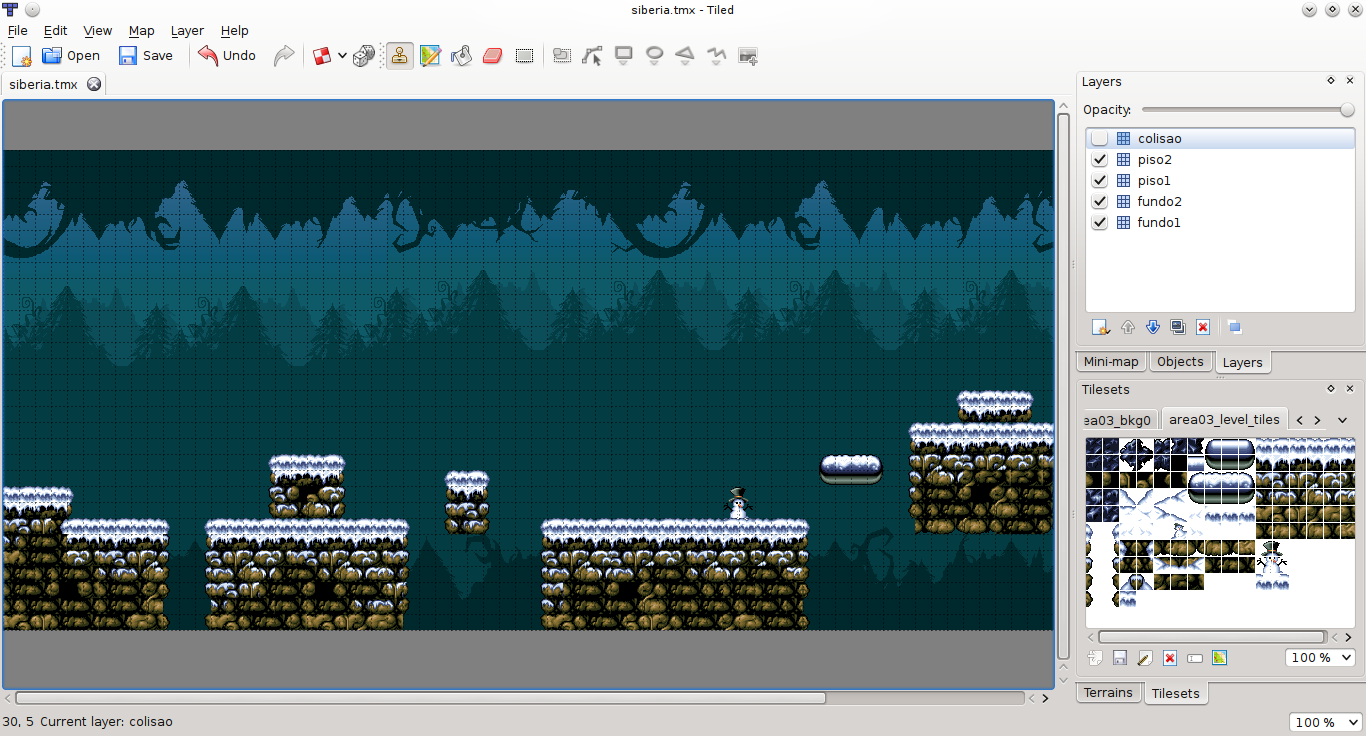 siberia.tmx - Tiled
File Edit View Map Layer Help
Open Save Undo
siberia.tmx
Layers
Opacity:
colisao
piso2
piso1
fundo2
fundo1
Mini-map Objects Layers
Tilesets
ea03_bkg0 area03_level_tiles
100 %
Terrains Tilesets
30, 5 Current layer: colisao
100 %